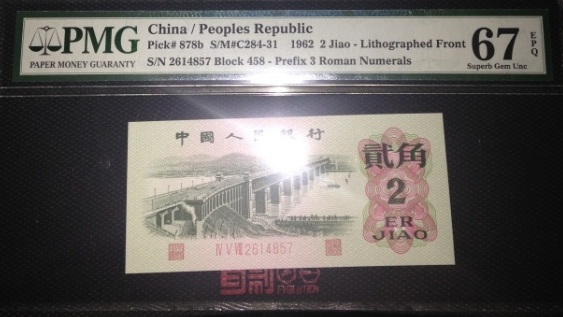 PMG
PAPER MONEY GUARANTY
China / Peoples Republic
Pick# 878b S/M#C284-31 1962 2 Jiao - Lithographed Front
S/N 2614857 Block 458 - Prefix 3 Roman Numerals
67 EPQ
Superb Gem Unc
中國人民銀行
貳角
2
ER
JIAO
IV V VIII 2614857